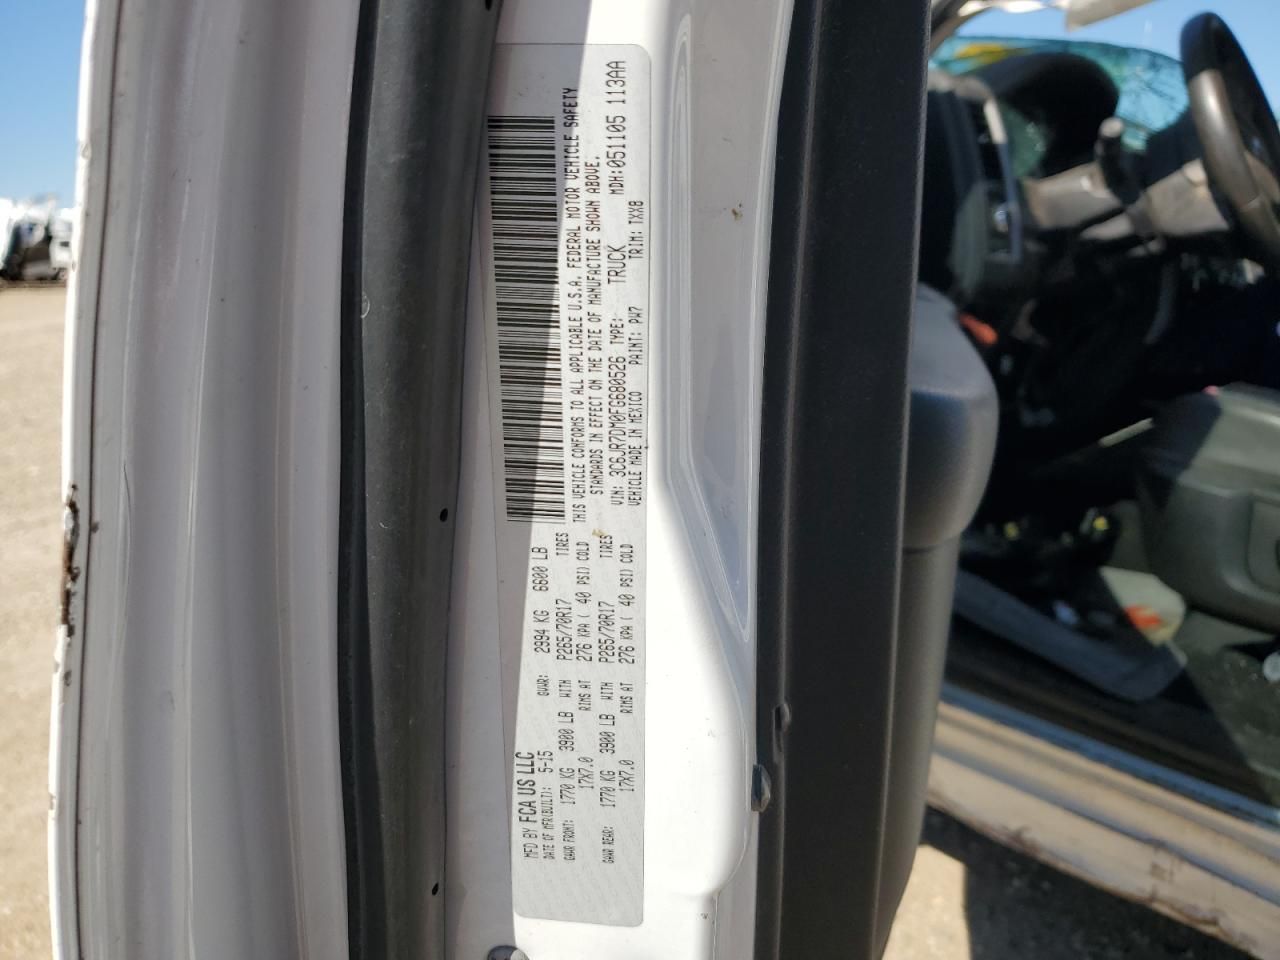 MFD BY FCA US LLC
DATE OF MFR(BUILT): 5-15 GVWR: 2994 KG 6600 LB
GAWR FRONT: 1770 KG 3900 LB WITH P265/70R17 TIRES
17X7.0 RIMS AT 276 KPA ( 40 PSI) COLD
GAWR REAR: 1770 KG 3900 LB WITH P265/70R17 TIRES
17X7.0 RIMS AT 276 KPA ( 40 PSI) COLD
THIS VEHICLE CONFORMS TO ALL APPLICABLE U.S.A. FEDERAL MOTOR VEHICLE SAFETY
STANDARDS IN EFFECT ON THE DATE OF MANUFACTURE SHOWN ABOVE.
VIN: 3C6JR7DM0FG680526 TYPE: TRUCK MDH:051105 113AA
VEHICLE MADE IN MEXICO PAINT: PW7 TRIM: TXX8